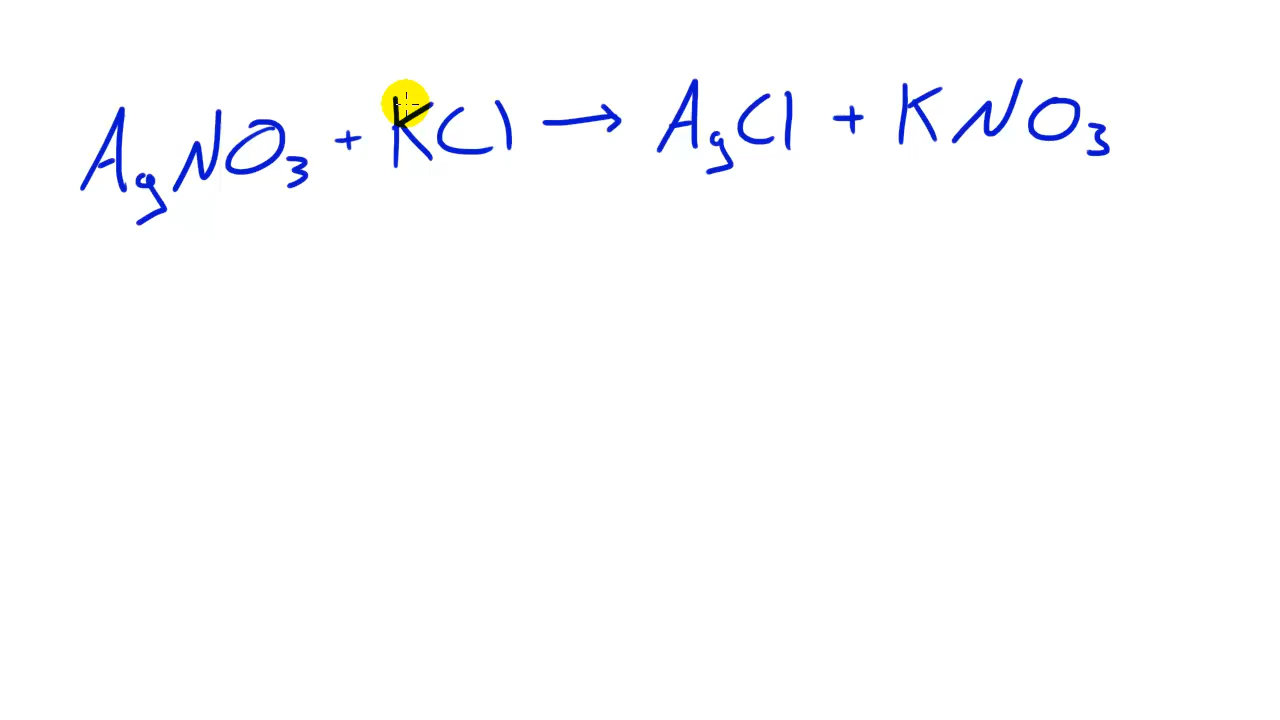 AgNO₃ + KCl → AgCl + KNO₃